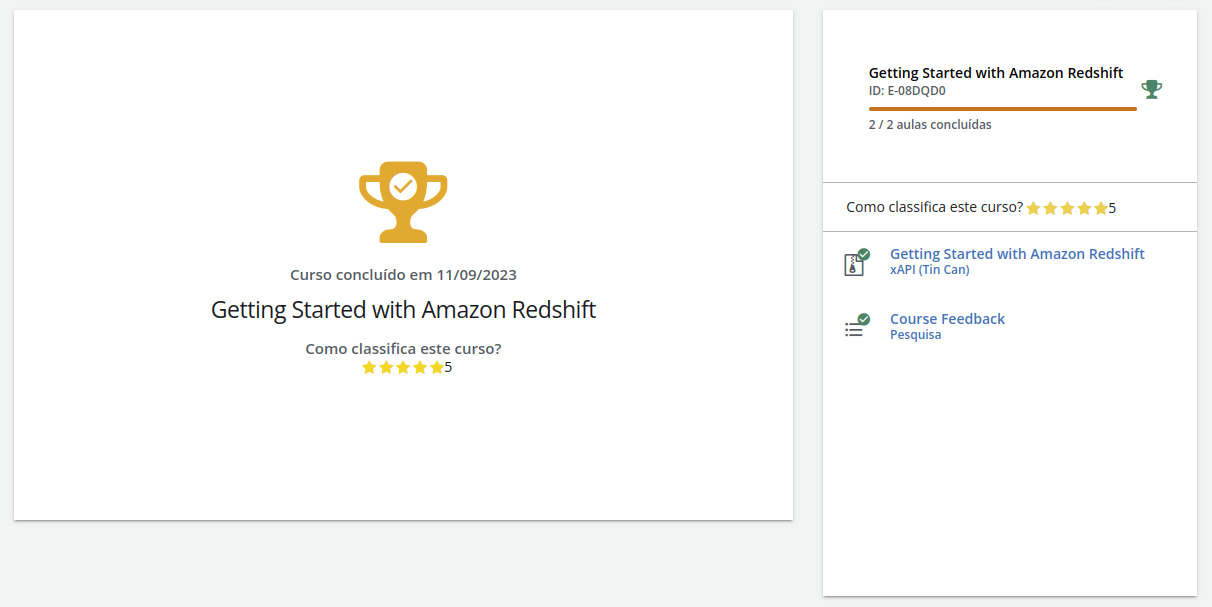 Curso concluído em 11/09/2023
Getting Started with Amazon Redshift
Como classifica este curso?
5
Getting Started with Amazon Redshift
ID: E-08DQD0
2 / 2 aulas concluídas
Como classifica este curso? 5
Getting Started with Amazon Redshift
xAPI (Tin Can)
Course Feedback
Pesquisa